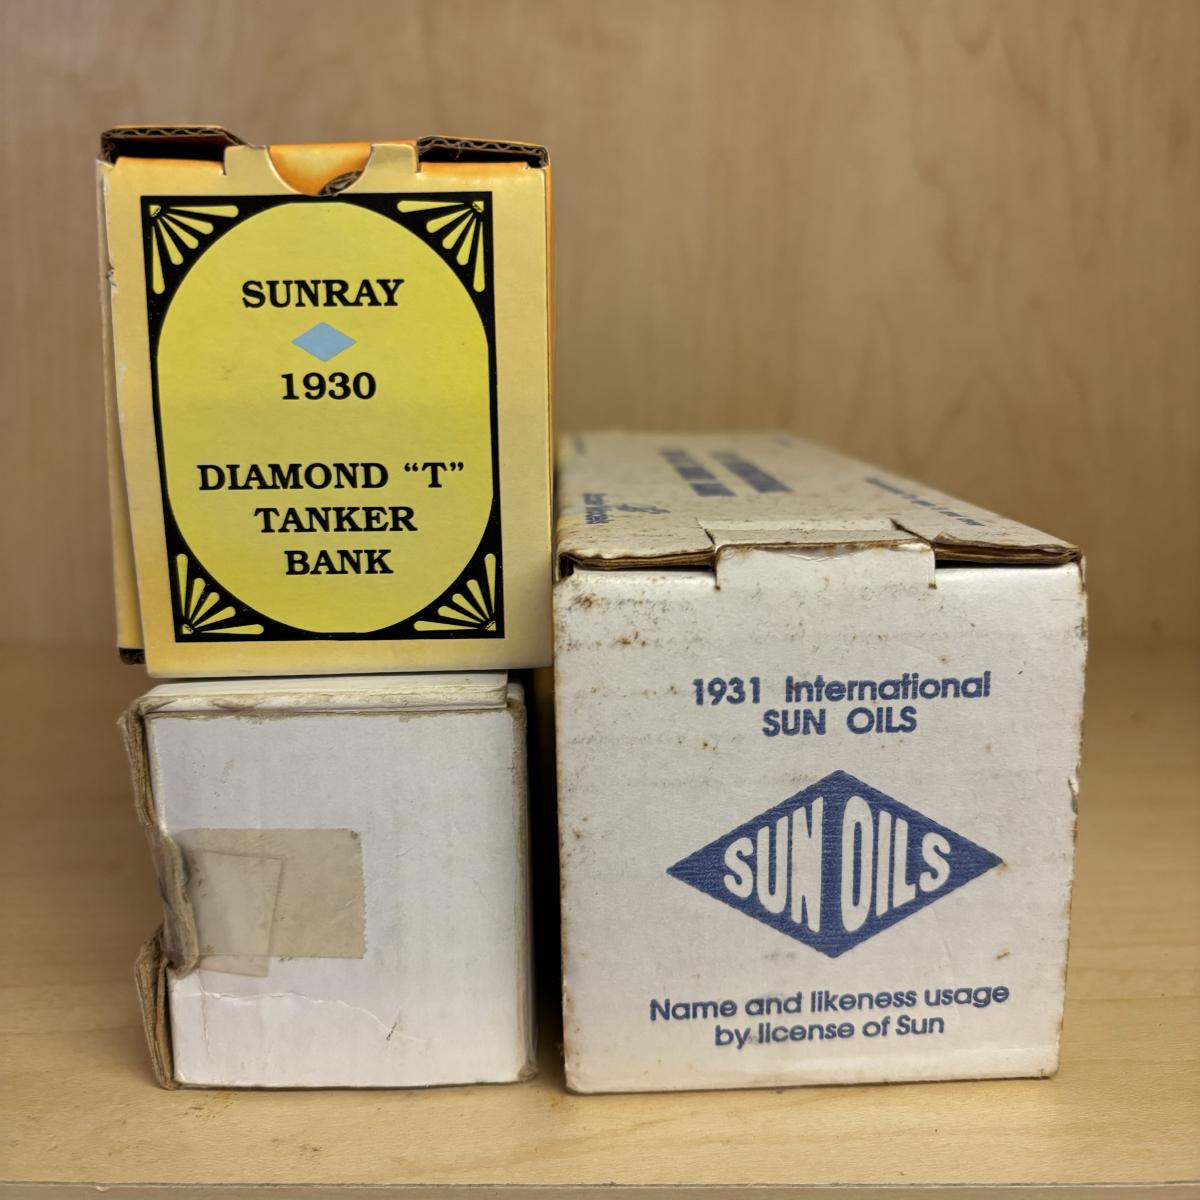 SUNRAY
1930
DIAMOND “T”
TANKER
BANK
1931 International
SUN OILS
SUN OILS
Name and likeness usage
by license of Sun